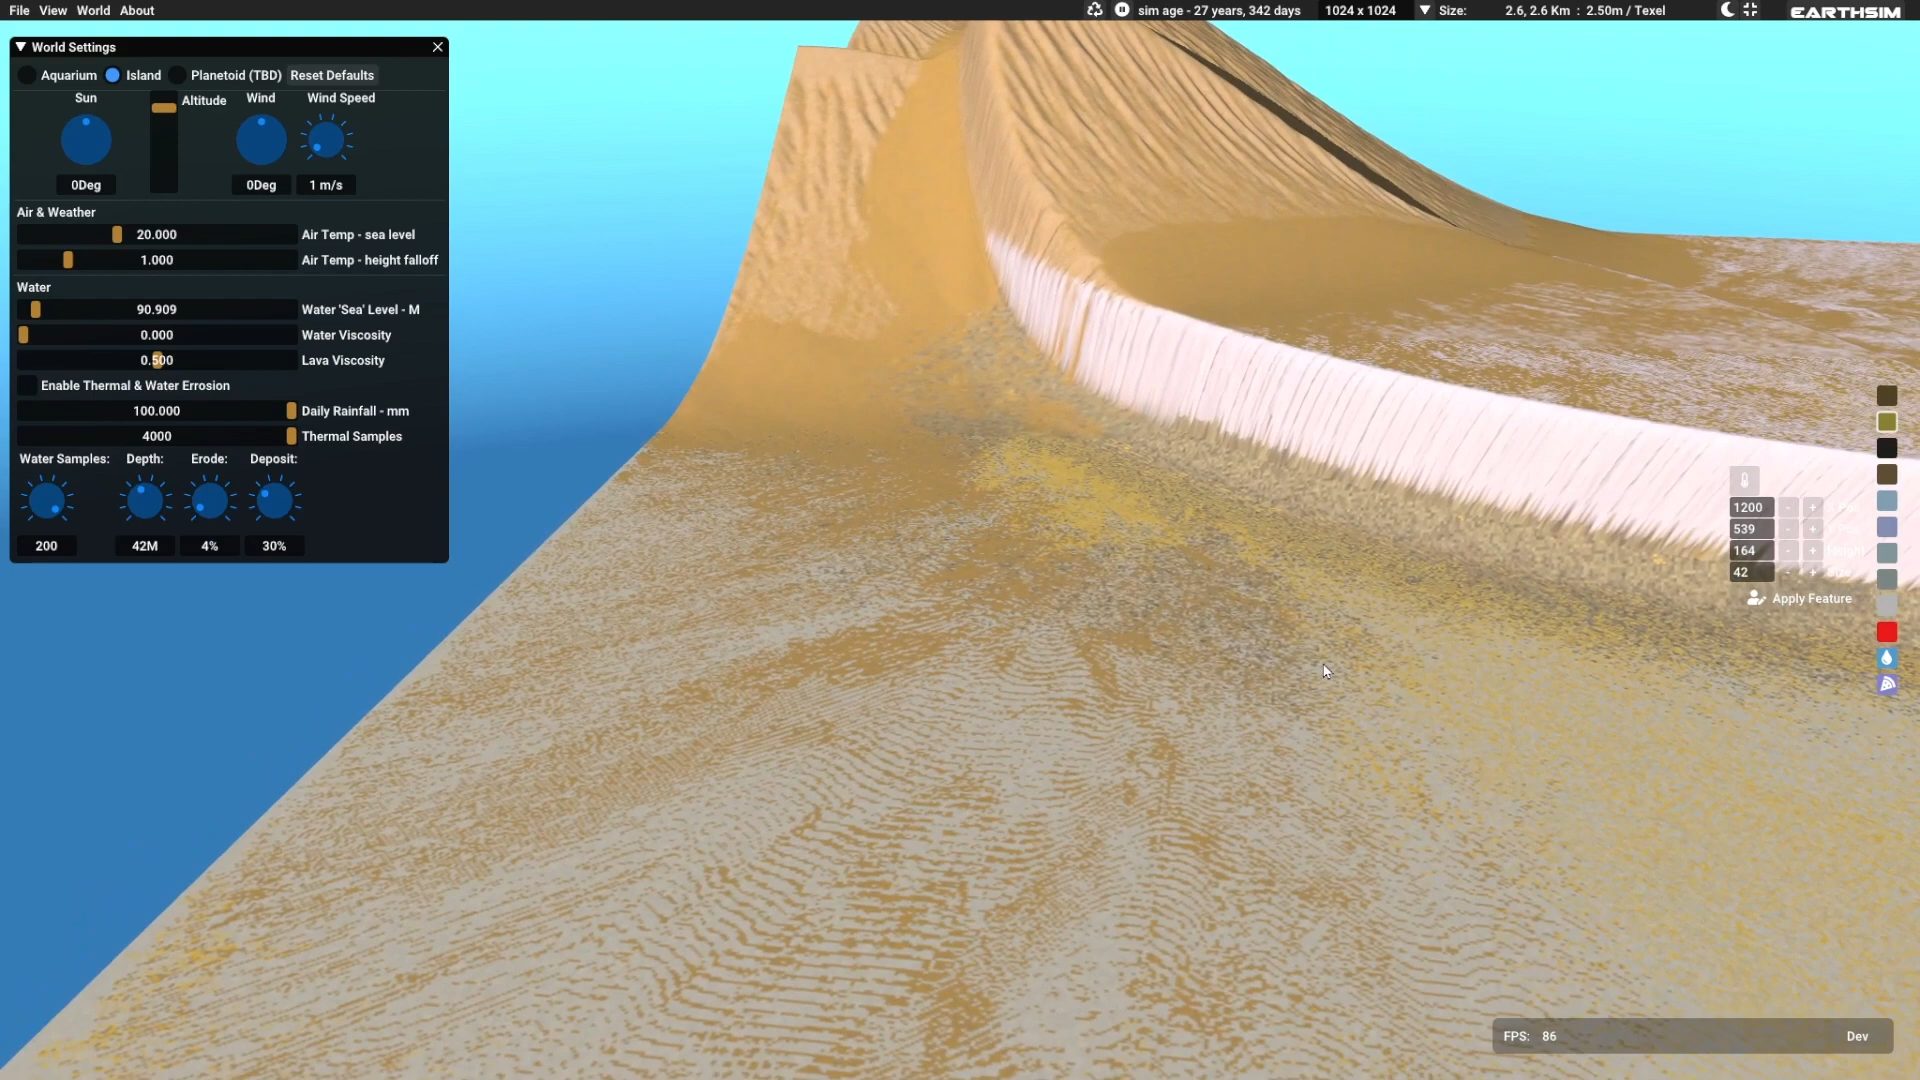 File View World About
sim age - 27 years, 342 days 1024 x 1024 Size: 2.6, 2.6 Km : 2.50m / Texel EARTHSIM
World Settings
Aquarium Island Planetoid (TBD) Reset Defaults
Sun Altitude Wind Wind Speed
0Deg 0Deg 1 m/s
Air & Weather
20.000 Air Temp - sea level
1.000 Air Temp - height falloff
Water
90.909 Water 'Sea' Level - M
0.000 Water Viscosity
0.500 Lava Viscosity
Enable Thermal & Water Errosion
100.000 Daily Rainfall - mm
4000 Thermal Samples
Water Samples: Depth: Erode: Deposit:
200 42M 4% 30%
1200 - +
539 - +
164 - +
42 - +
Apply Feature
FPS: 86 Dev